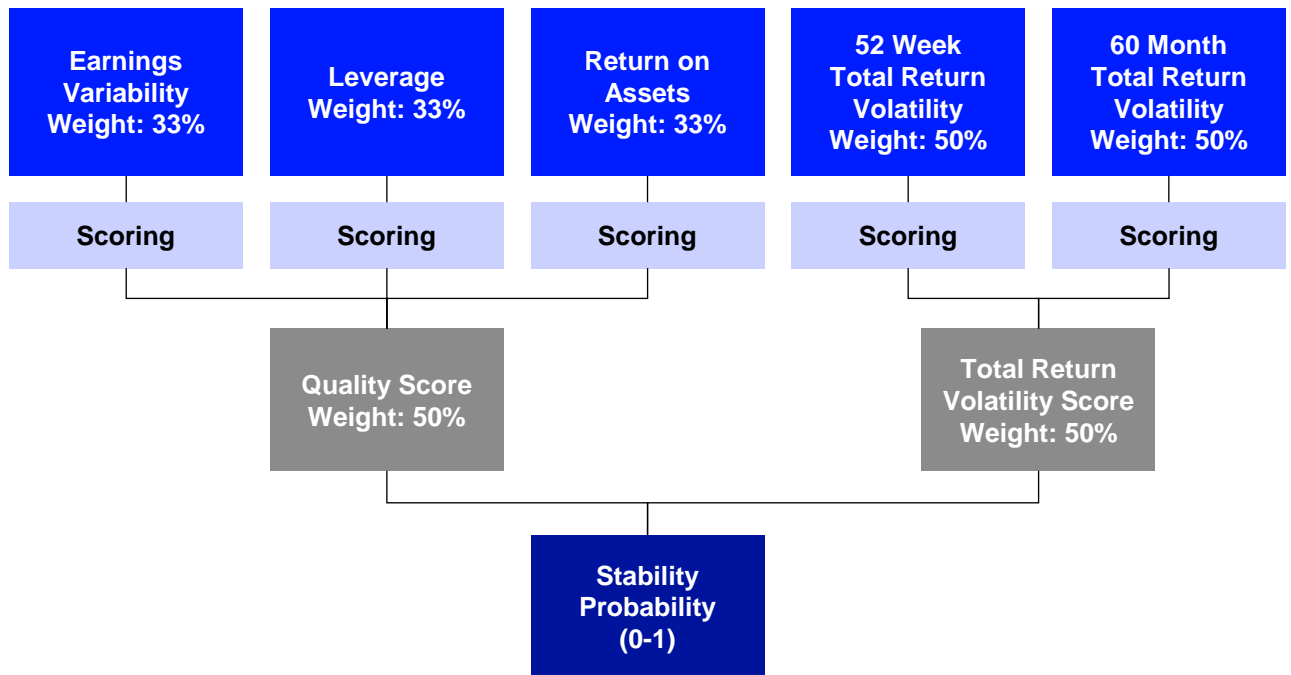 Earnings
Variability
Weight: 33%
Leverage
Weight: 33%
Return on
Assets
Weight: 33%
52 Week
Total Return
Volatility
Weight: 50%
60 Month
Total Return
Volatility
Weight: 50%
Scoring
Scoring
Scoring
Scoring
Scoring
Quality Score
Weight: 50%
Total Return
Volatility Score
Weight: 50%
Stability
Probability
(0-1)